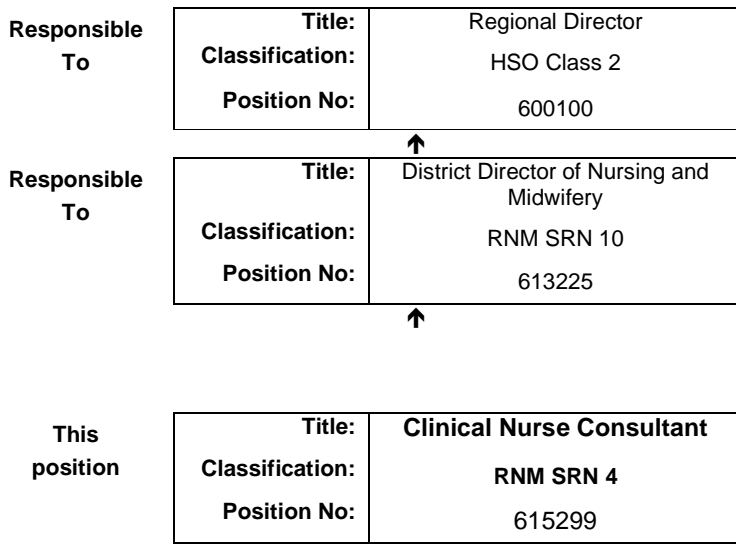 Responsible To
Title: Regional Director
Classification: HSO Class 2
Position No: 600100
Responsible To
Title: District Director of Nursing and
Midwifery
Classification: RNM SRN 10
Position No: 613225
This position
Title: Clinical Nurse Consultant
Classification: RNM SRN 4
Position No: 615299